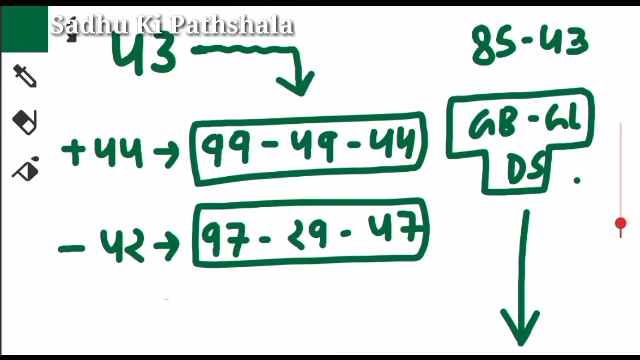 Sadhu Ki Pathshala
43
85-43
+44 → 99-49-44
GB-GL
DS
-42 → 97-29-47